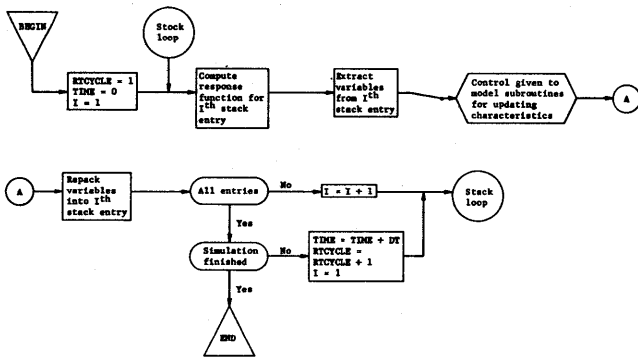 BEGIN
Stock
loop
RTCYCLE = 1
TIME = 0
I = 1
Compute
response
function for
Ith stack
entry
Extract
variables
from Ith
stack entry
Control given to
model subroutines
for updating
characteristics
A
A
Repack
variables
into Ith
stack entry
All entries
No
I = I + 1
Stack
loop
Yes
Simulation
finished
No
TIME = TIME + DT
RTCYCLE =
RTCYCLE + 1
I = 1
Yes
END